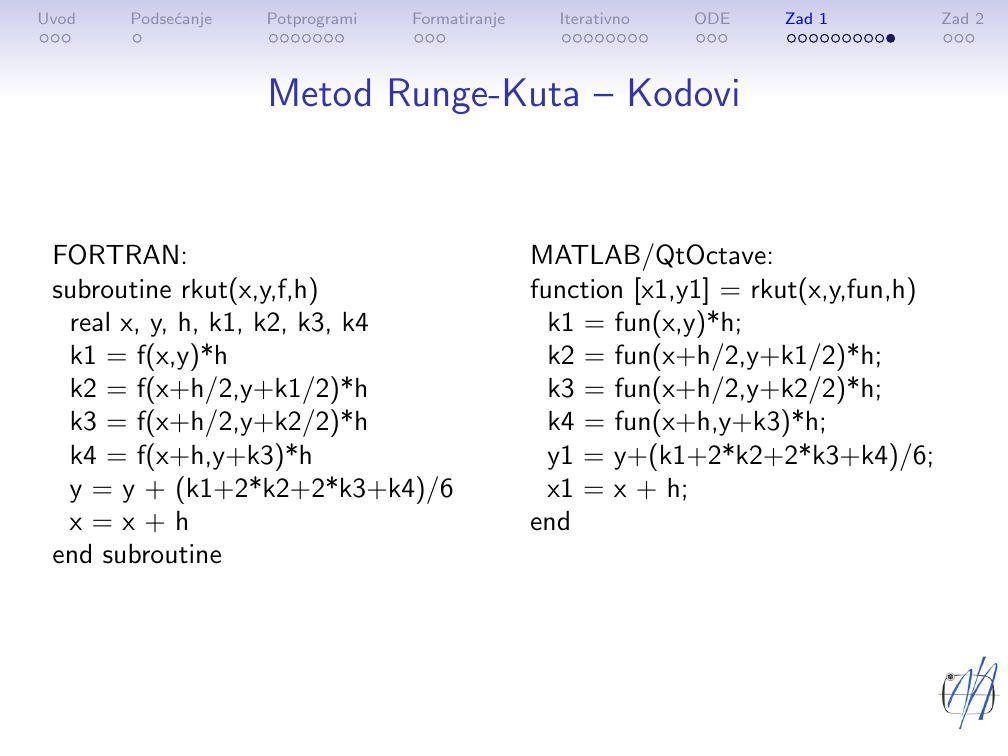 Uvod Podsećanje Potprogrami Formatiranje Iterativno ODE Zad 1 Zad 2
Metod Runge-Kuta – Kodovi
FORTRAN:
subroutine rkut(x,y,f,h)
real x, y, h, k1, k2, k3, k4
k1 = f(x,y)*h
k2 = f(x+h/2,y+k1/2)*h
k3 = f(x+h/2,y+k2/2)*h
k4 = f(x+h,y+k3)*h
y = y + (k1+2*k2+2*k3+k4)/6
x = x + h
end subroutine
MATLAB/QtOctave:
function [x1,y1] = rkut(x,y,fun,h)
k1 = fun(x,y)*h;
k2 = fun(x+h/2,y+k1/2)*h;
k3 = fun(x+h/2,y+k2/2)*h;
k4 = fun(x+h,y+k3)*h;
y1 = y+(k1+2*k2+2*k3+k4)/6;
x1 = x + h;
end